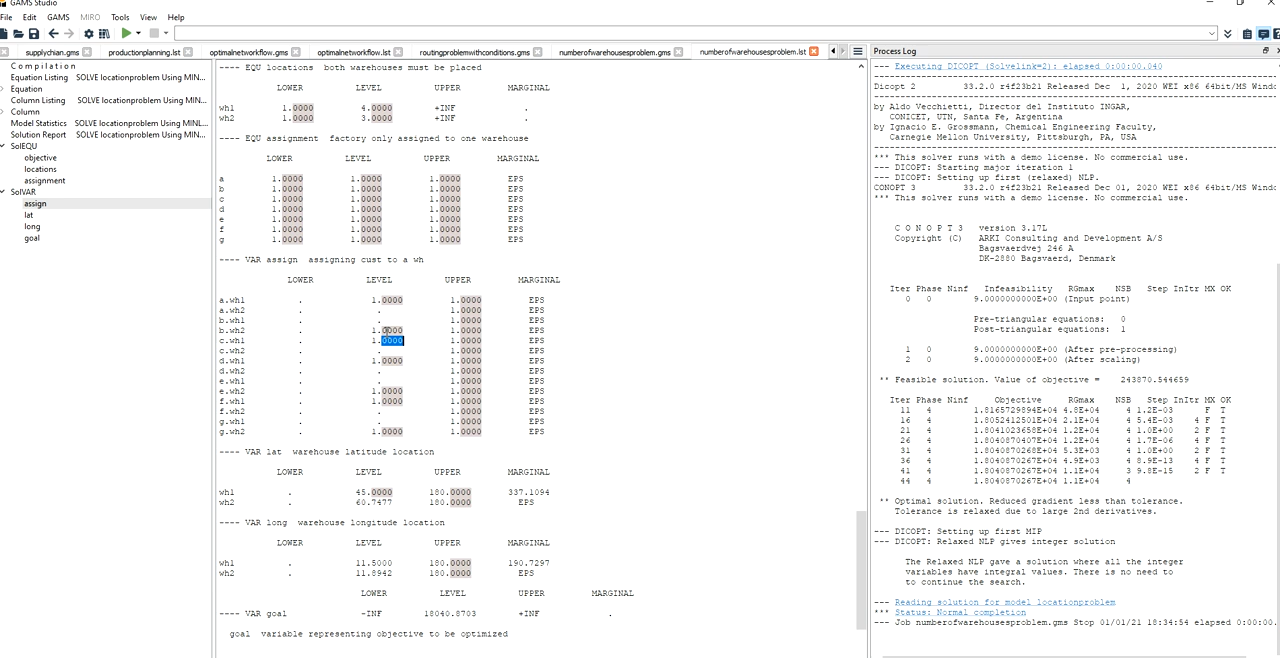 GAMS Studio
File Edit GAMS MIRO Tools View Help
supplychian.gms productionplanning.lst optimalnetworkflow.gms optimalnetworkflow.lst routingproblemwithconditions.gms numberofwarehousesproblem.gms numberofwarehousesproblem.lst
Process Log
Compilation
Equation Listing SOLVE locationproblem Using MIN...
Equation
Column Listing SOLVE locationproblem Using MIN...
Column
Model Statistics SOLVE locationproblem Using MINL...
Solution Report SOLVE locationproblem Using MIN...
SolEQU
objective
locations
assignment
SolVAR
assign
lat
long
goal
---- EQU locations both warehouses must be placed
LOWER LEVEL UPPER MARGINAL
wh1 1.0000 4.0000 +INF .
wh2 1.0000 3.0000 +INF .
---- EQU assignment factory only assigned to one warehouse
LOWER LEVEL UPPER MARGINAL
a 1.0000 1.0000 1.0000 EPS
b 1.0000 1.0000 1.0000 EPS
c 1.0000 1.0000 1.0000 EPS
d 1.0000 1.0000 1.0000 EPS
e 1.0000 1.0000 1.0000 EPS
f 1.0000 1.0000 1.0000 EPS
g 1.0000 1.0000 1.0000 EPS
---- VAR assign assigning cust to a wh
LOWER LEVEL UPPER MARGINAL
a.wh1 . 1.0000 1.0000 EPS
a.wh2 . . 1.0000 EPS
b.wh1 . . 1.0000 EPS
b.wh2 . 1.0000 1.0000 EPS
c.wh1 . 1.0000 1.0000 EPS
c.wh2 . . 1.0000 EPS
d.wh1 . 1.0000 1.0000 EPS
d.wh2 . . 1.0000 EPS
e.wh1 . . 1.0000 EPS
e.wh2 . 1.0000 1.0000 EPS
f.wh1 . 1.0000 1.0000 EPS
f.wh2 . . 1.0000 EPS
g.wh1 . . 1.0000 EPS
g.wh2 . 1.0000 1.0000 EPS
---- VAR lat warehouse latitude location
LOWER LEVEL UPPER MARGINAL
wh1 . 45.0000 180.0000 337.1094
wh2 . 60.7477 180.0000 EPS
---- VAR long warehouse longitude location
LOWER LEVEL UPPER MARGINAL
wh1 . 11.5000 180.0000 190.7297
wh2 . 11.8942 180.0000 EPS
LOWER LEVEL UPPER MARGINAL
---- VAR goal -INF 18040.8703 +INF .
goal variable representing objective to be optimized
--- Executing DICOPT (Solvelink=2): elapsed 0:00:00.040
Dicopt 2 33.2.0 r4f23b21 Released Dec 1, 2020 WEI x86 64bit/MS Windo
by Aldo Vecchietti, Director del Instituto INGAR,
CONICET, UTN, Santa Fe, Argentina
by Ignacio E. Grossmann, Chemical Engineering Faculty,
Carnegie Mellon University, Pittsburg, PA, USA
*** This solver runs with a demo license. No commercial use.
--- DICOPT: Starting major iteration 1
--- DICOPT: Setting up first (relaxed) NLP.
CONOPT 3 33.2.0 r4f23b21 Released Dec 01, 2020 WEI x86 64bit/MS Window
*** This solver runs with a demo license. No commercial use.
C O N O P T 3 version 3.17L
Copyright (C) ARKI Consulting and Development A/S
Bagsvaerdvej 246 A
DK-2880 Bagsvaerd, Denmark
Iter Phase Ninf Infeasibility RGmax NSB Step InItr MX OK
0 0 9.0000000000E+00 (Input point)
Pre-triangular equations: 0
Post-triangular equations: 1
1 0 9.0000000000E+00 (After pre-processing)
2 0 9.0000000000E+00 (After scaling)
** Feasible solution. Value of objective = 243870.544659
Iter Phase Ninf Objective RGmax NSB Step InItr MX OK
11 4 1.8165729894E+04 4.8E+04 4 1.2E-03 F T
16 4 1.8052412501E+04 2.1E+04 4 5.4E-03 4 F T
21 4 1.8041023658E+04 1.2E+04 4 1.0E+00 2 F T
26 4 1.8040870407E+04 1.2E+04 4 1.7E-06 4 F T
31 4 1.8040870268E+04 5.3E+03 4 1.0E+00 2 F T
36 4 1.8040870267E+04 4.9E+03 4 8.9E-13 4 F T
41 4 1.8040870267E+04 1.1E+04 3 9.8E-15 2 F T
44 4 1.8040870267E+04 1.1E+04 4
** Optimal solution. Reduced gradient less than tolerance.
Tolerance is relaxed due to large 2nd derivatives.
--- DICOPT: Setting up first MIP
--- DICOPT: Relaxed NLP gives integer solution
The Relaxed NLP gave a solution where all the integer
variables have integral values. There is no need to
to continue the search.
--- Reading solution for model locationproblem
*** Status: Normal completion
--- Job numberofwarehousesproblem.gms Stop 01/01/21 18:34:54 elapsed 0:00:00.